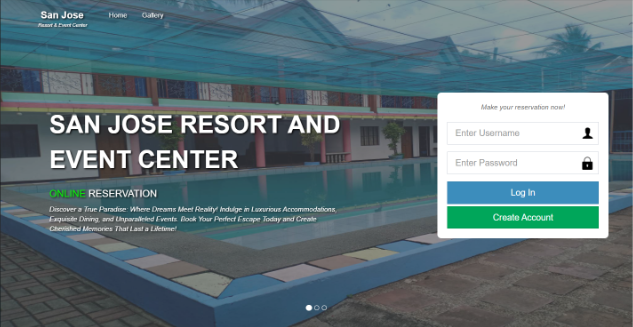 San Jose
Resort & Event Center
Home
Gallery
SAN JOSE RESORT AND
EVENT CENTER
ONLINE RESERVATION
Discover a True Paradise: Where Dreams Meet Reality! Indulge in Luxurious Accommodations,
Exquisite Dining, and Unparalleled Events. Book Your Perfect Escape Today and Create
Cherished Memories That Last a Lifetime!
Make your reservation now!
Enter Username
Enter Password
Log In
Create Account